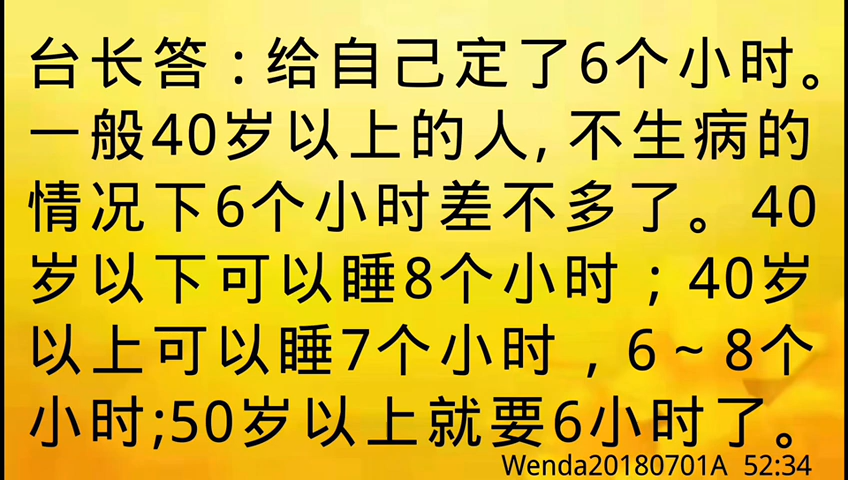 台长答：给自己定了6个小时。
一般40岁以上的人,不生病的
情况下6个小时差不多了。40
岁以下可以睡8个小时；40岁
以上可以睡7个小时，6～8个
小时;50岁以上就要6小时了。
Wenda20180701A 52:34